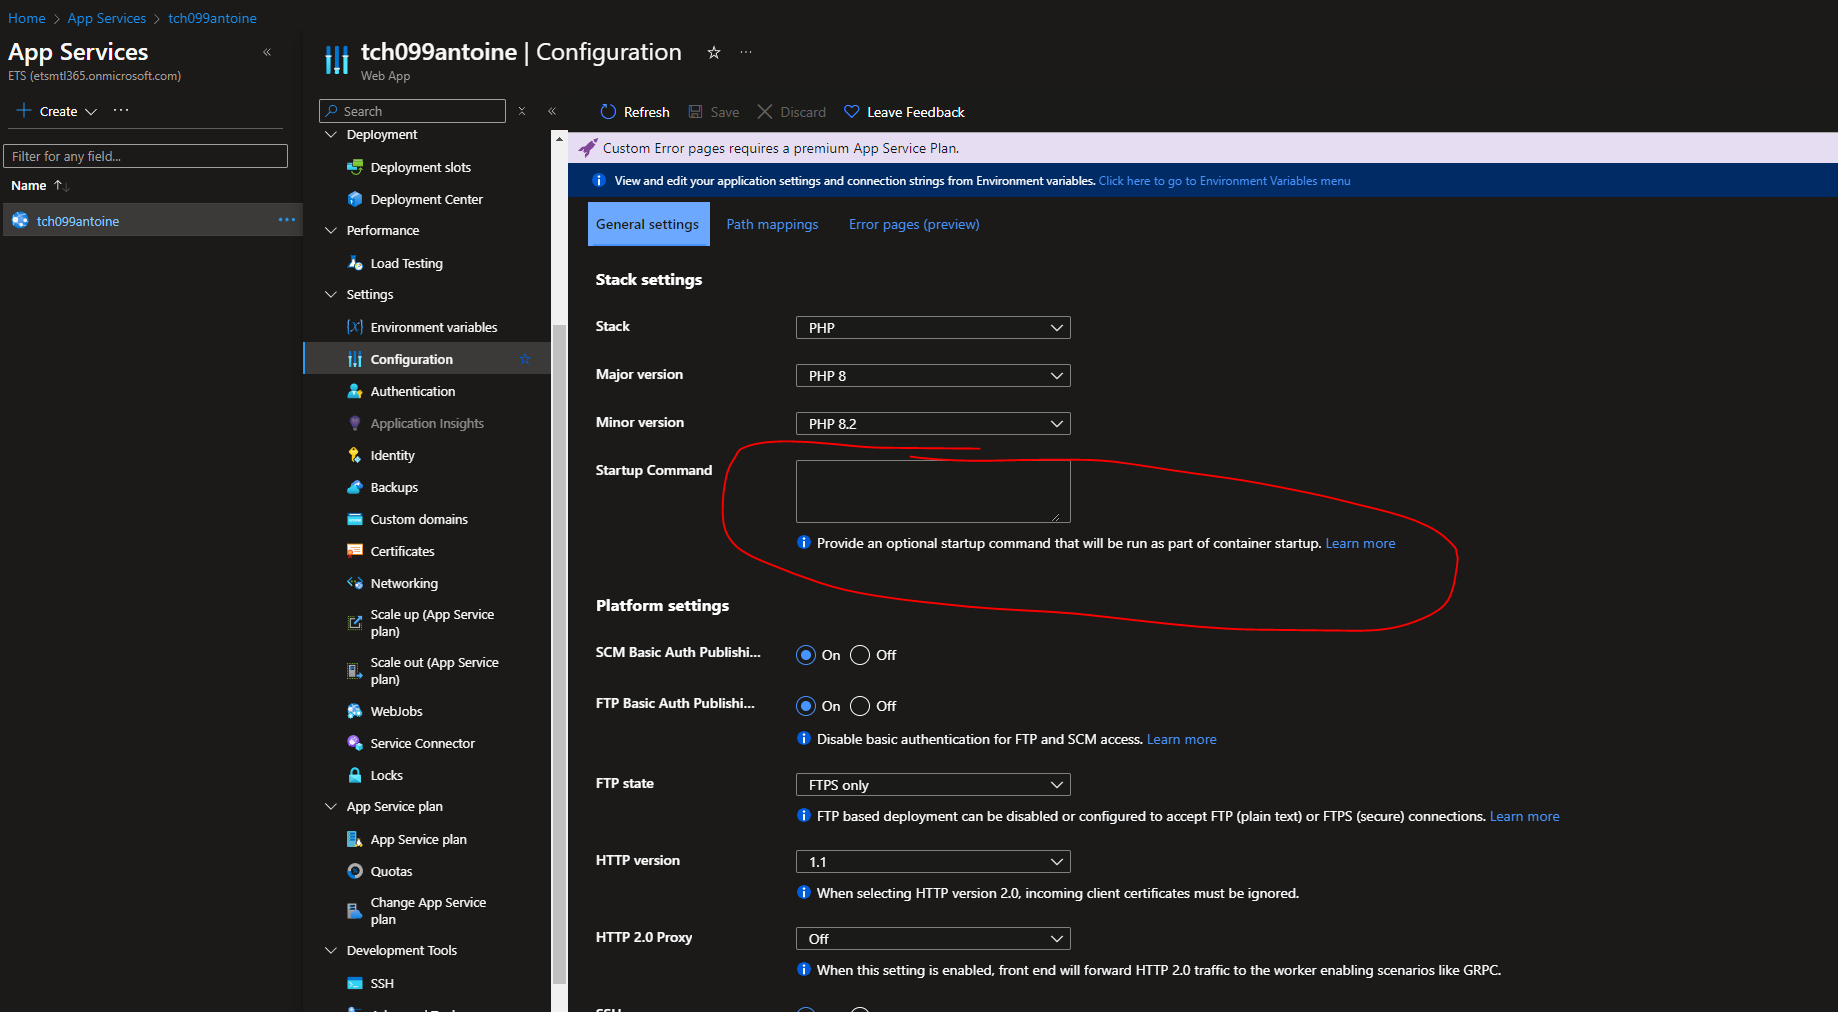 Home > App Services > tch099antoine
App Services
ETS (etsmtl365.onmicrosoft.com)
Create
Filter for any field...
Name
tch099antoine
tch099antoine | Configuration
Web App
Search
Refresh
Save
Discard
Leave Feedback
Deployment
Deployment slots
Deployment Center
Performance
Load Testing
Settings
Environment variables
Configuration
Authentication
Application Insights
Identity
Backups
Custom domains
Certificates
Networking
Scale up (App Service
plan)
Scale out (App Service
plan)
WebJobs
Service Connector
Locks
App Service plan
App Service plan
Quotas
Change App Service
plan
Development Tools
SSH
Custom Error pages requires a premium App Service Plan.
View and edit your application settings and connection strings from Environment variables. Click here to go to Environment Variables menu
General settings
Path mappings
Error pages (preview)
Stack settings
Stack
PHP
Major version
PHP 8
Minor version
PHP 8.2
Startup Command
Provide an optional startup command that will be run as part of container startup. Learn more
Platform settings
SCM Basic Auth Publishi...
On
Off
FTP Basic Auth Publishi...
On
Off
Disable basic authentication for FTP and SCM access. Learn more
FTP state
FTPS only
FTP based deployment can be disabled or configured to accept FTP (plain text) or FTPS (secure) connections. Learn more
HTTP version
1.1
When selecting HTTP version 2.0, incoming client certificates must be ignored.
HTTP 2.0 Proxy
Off
When this setting is enabled, front end will forward HTTP 2.0 traffic to the worker enabling scenarios like GRPC.